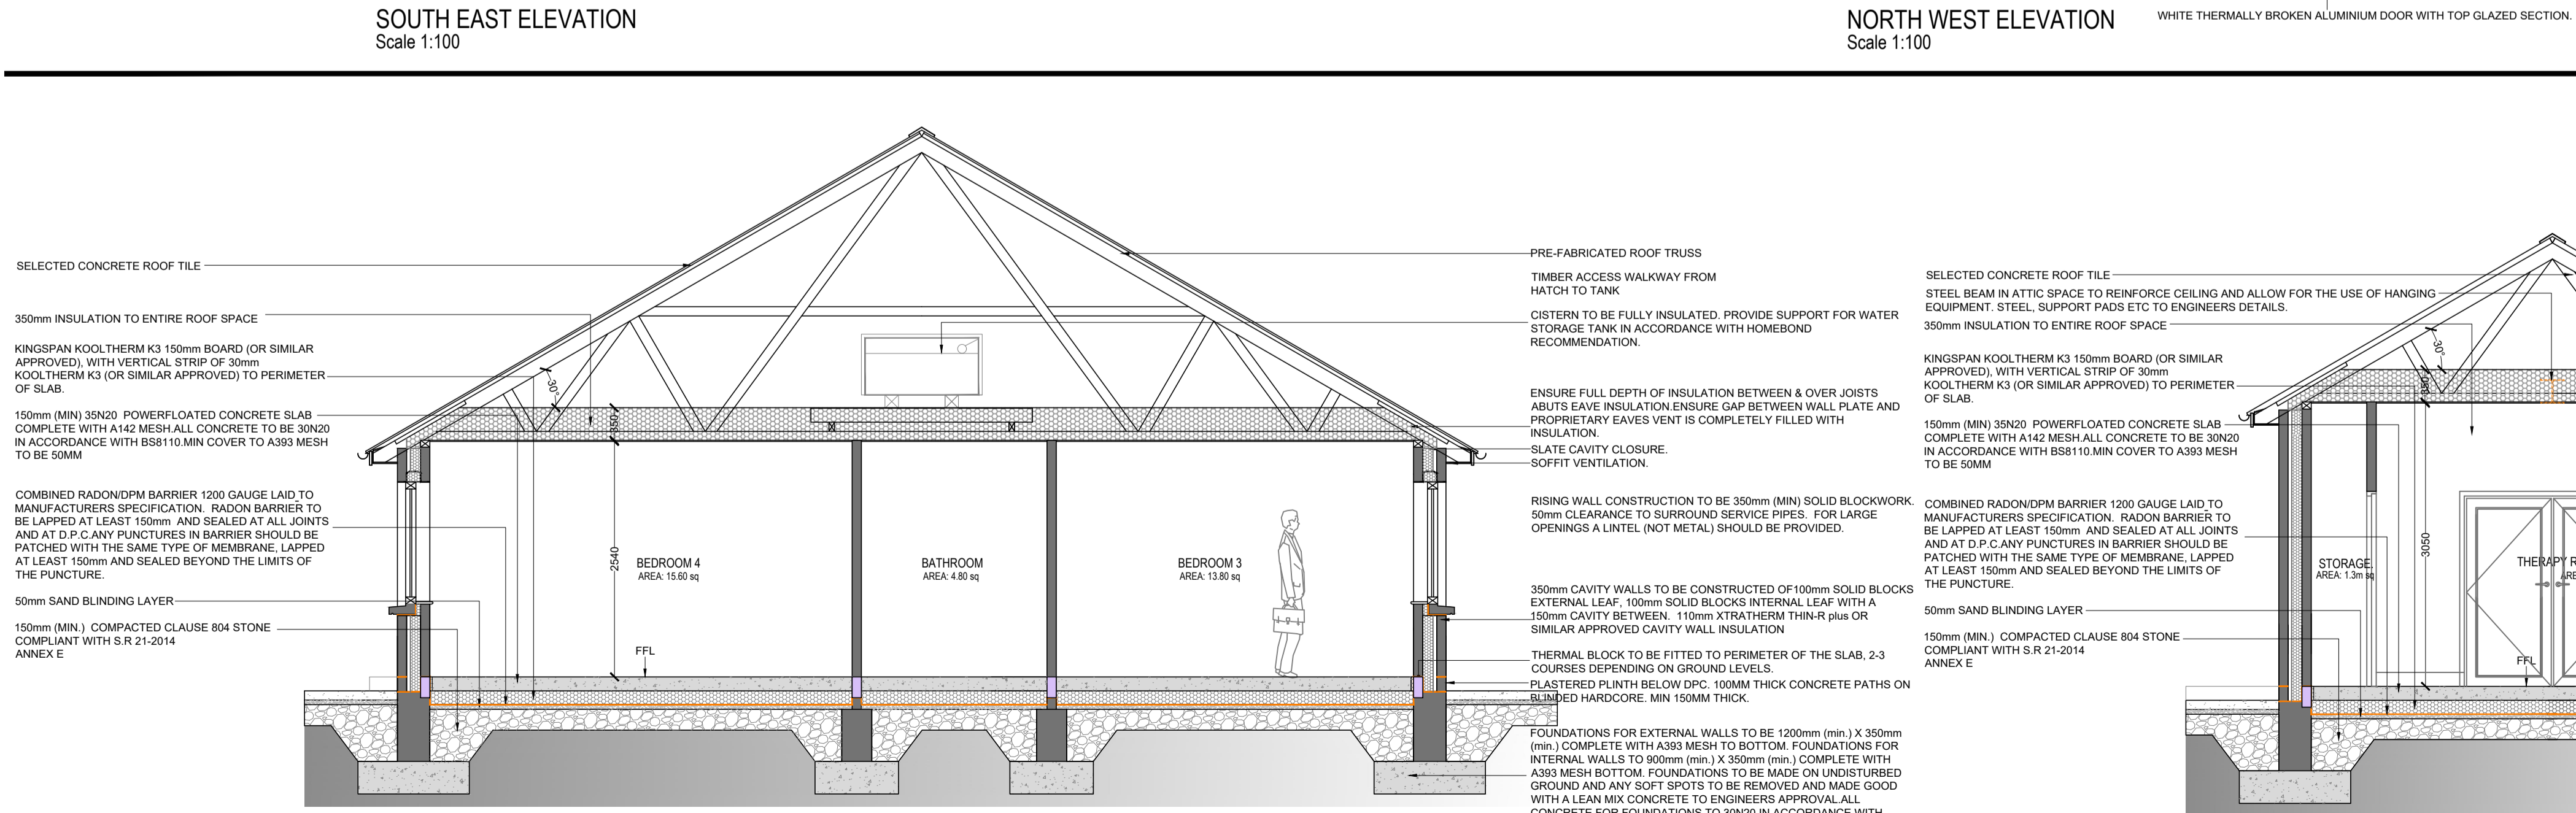 SOUTH EAST ELEVATION
Scale 1:100
NORTH WEST ELEVATION
Scale 1:100
WHITE THERMALLY BROKEN ALUMINIUM DOOR WITH TOP GLAZED SECTION.
SELECTED CONCRETE ROOF TILE
350mm INSULATION TO ENTIRE ROOF SPACE
KINGSPAN KOOLTHERM K3 150mm BOARD (OR SIMILAR
APPROVED), WITH VERTICAL STRIP OF 30mm
KOOLTHERM K3 (OR SIMILAR APPROVED) TO PERIMETER
OF SLAB.
150mm (MIN) 35N20 POWERFLOATED CONCRETE SLAB
COMPLETE WITH A142 MESH.ALL CONCRETE TO BE 30N20
IN ACCORDANCE WITH BS8110.MIN COVER TO A393 MESH
TO BE 50MM
COMBINED RADON/DPM BARRIER 1200 GAUGE LAID TO
MANUFACTURERS SPECIFICATION. RADON BARRIER TO
BE LAPPED AT LEAST 150mm AND SEALED AT ALL JOINTS
AND AT D.P.C.ANY PUNCTURES IN BARRIER SHOULD BE
PATCHED WITH THE SAME TYPE OF MEMBRANE, LAPPED
AT LEAST 150mm AND SEALED BEYOND THE LIMITS OF
THE PUNCTURE.
50mm SAND BLINDING LAYER
150mm (MIN.) COMPACTED CLAUSE 804 STONE
COMPLIANT WITH S.R 21-2014
ANNEX E
30°
350
2540
FFL
BEDROOM 4
AREA: 15.60 sq
BATHROOM
AREA: 4.80 sq
BEDROOM 3
AREA: 13.80 sq
PRE-FABRICATED ROOF TRUSS
TIMBER ACCESS WALKWAY FROM
HATCH TO TANK
CISTERN TO BE FULLY INSULATED. PROVIDE SUPPORT FOR WATER
STORAGE TANK IN ACCORDANCE WITH HOMEBOND
RECOMMENDATION.
ENSURE FULL DEPTH OF INSULATION BETWEEN & OVER JOISTS
ABUTS EAVE INSULATION.ENSURE GAP BETWEEN WALL PLATE AND
PROPRIETARY EAVES VENT IS COMPLETELY FILLED WITH
INSULATION.
SLATE CAVITY CLOSURE.
SOFFIT VENTILATION.
RISING WALL CONSTRUCTION TO BE 350mm (MIN) SOLID BLOCKWORK.
50mm CLEARANCE TO SURROUND SERVICE PIPES. FOR LARGE
OPENINGS A LINTEL (NOT METAL) SHOULD BE PROVIDED.
350mm CAVITY WALLS TO BE CONSTRUCTED OF100mm SOLID BLOCKS
EXTERNAL LEAF, 100mm SOLID BLOCKS INTERNAL LEAF WITH A
150mm CAVITY BETWEEN. 110mm XTRATHERM THIN-R plus OR
SIMILAR APPROVED CAVITY WALL INSULATION
THERMAL BLOCK TO BE FITTED TO PERIMETER OF THE SLAB, 2-3
COURSES DEPENDING ON GROUND LEVELS.
PLASTERED PLINTH BELOW DPC. 100MM THICK CONCRETE PATHS ON
BLINDED HARDCORE. MIN 150MM THICK.
FOUNDATIONS FOR EXTERNAL WALLS TO BE 1200mm (min.) X 350mm
(min.) COMPLETE WITH A393 MESH TO BOTTOM. FOUNDATIONS FOR
INTERNAL WALLS TO 900mm (min.) X 350mm (min.) COMPLETE WITH
A393 MESH BOTTOM. FOUNDATIONS TO BE MADE ON UNDISTURBED
GROUND AND ANY SOFT SPOTS TO BE REMOVED AND MADE GOOD
WITH A LEAN MIX CONCRETE TO ENGINEERS APPROVAL.ALL
CONCRETE FOR FOUNDATIONS TO 30N20 IN ACCORDANCE WITH
SELECTED CONCRETE ROOF TILE
STEEL BEAM IN ATTIC SPACE TO REINFORCE CEILING AND ALLOW FOR THE USE OF HANGING
EQUIPMENT. STEEL, SUPPORT PADS ETC TO ENGINEERS DETAILS.
350mm INSULATION TO ENTIRE ROOF SPACE
KINGSPAN KOOLTHERM K3 150mm BOARD (OR SIMILAR
APPROVED), WITH VERTICAL STRIP OF 30mm
KOOLTHERM K3 (OR SIMILAR APPROVED) TO PERIMETER
OF SLAB.
150mm (MIN) 35N20 POWERFLOATED CONCRETE SLAB
COMPLETE WITH A142 MESH.ALL CONCRETE TO BE 30N20
IN ACCORDANCE WITH BS8110.MIN COVER TO A393 MESH
TO BE 50MM
COMBINED RADON/DPM BARRIER 1200 GAUGE LAID TO
MANUFACTURERS SPECIFICATION. RADON BARRIER TO
BE LAPPED AT LEAST 150mm AND SEALED AT ALL JOINTS
AND AT D.P.C.ANY PUNCTURES IN BARRIER SHOULD BE
PATCHED WITH THE SAME TYPE OF MEMBRANE, LAPPED
AT LEAST 150mm AND SEALED BEYOND THE LIMITS OF
THE PUNCTURE.
50mm SAND BLINDING LAYER
150mm (MIN.) COMPACTED CLAUSE 804 STONE
COMPLIANT WITH S.R 21-2014
ANNEX E
30°
350
3050
STORAGE
AREA: 1.3m sq
THERAPY R
ARE
FFL